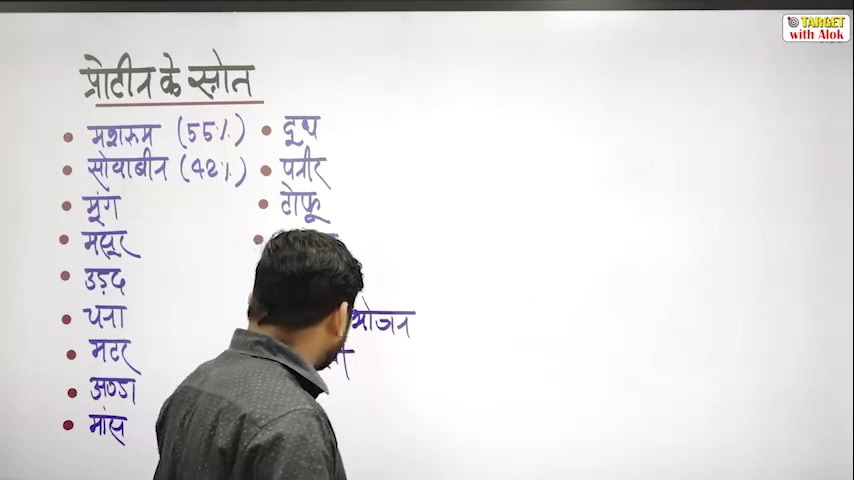 TARGET
with Alok
प्रोटीन के स्रोत
मशरूम (55%)
सोयाबीन (42%)
मूंग
मसूर
उड़द
चना
मटर
अण्डा
मांस
दूध
पनीर
टोफू
भोजन